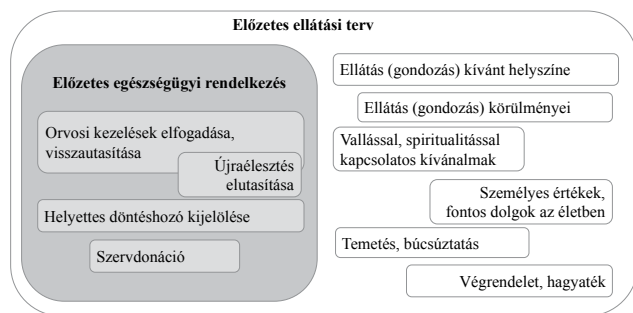 Előzetes ellátási terv
Előzetes egészségügyi rendelkezés
Orvosi kezelések elfogadása,
visszautasítása
Újraélesztés
elutasítása
Helyettes döntéshozó kijelölése
Szervdonáció
Ellátás (gondozás) kívánt helyszíne
Ellátás (gondozás) körülményei
Vallással, spiritualitással
kapcsolatos kívánalmak
Személyes értékek,
fontos dolgok az életben
Temetés, búcsúztatás
Végrendelet, hagyaték